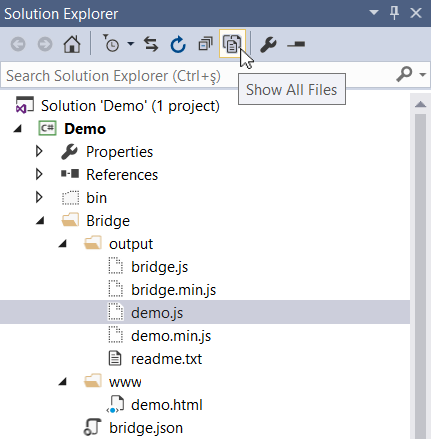 Solution Explorer
Search Solution Explorer (Ctrl+ş)
Show All Files
Solution 'Demo' (1 project)
C# Demo
Properties
References
bin
Bridge
output
bridge.js
bridge.min.js
demo.js
demo.min.js
readme.txt
www
demo.html
bridge.json